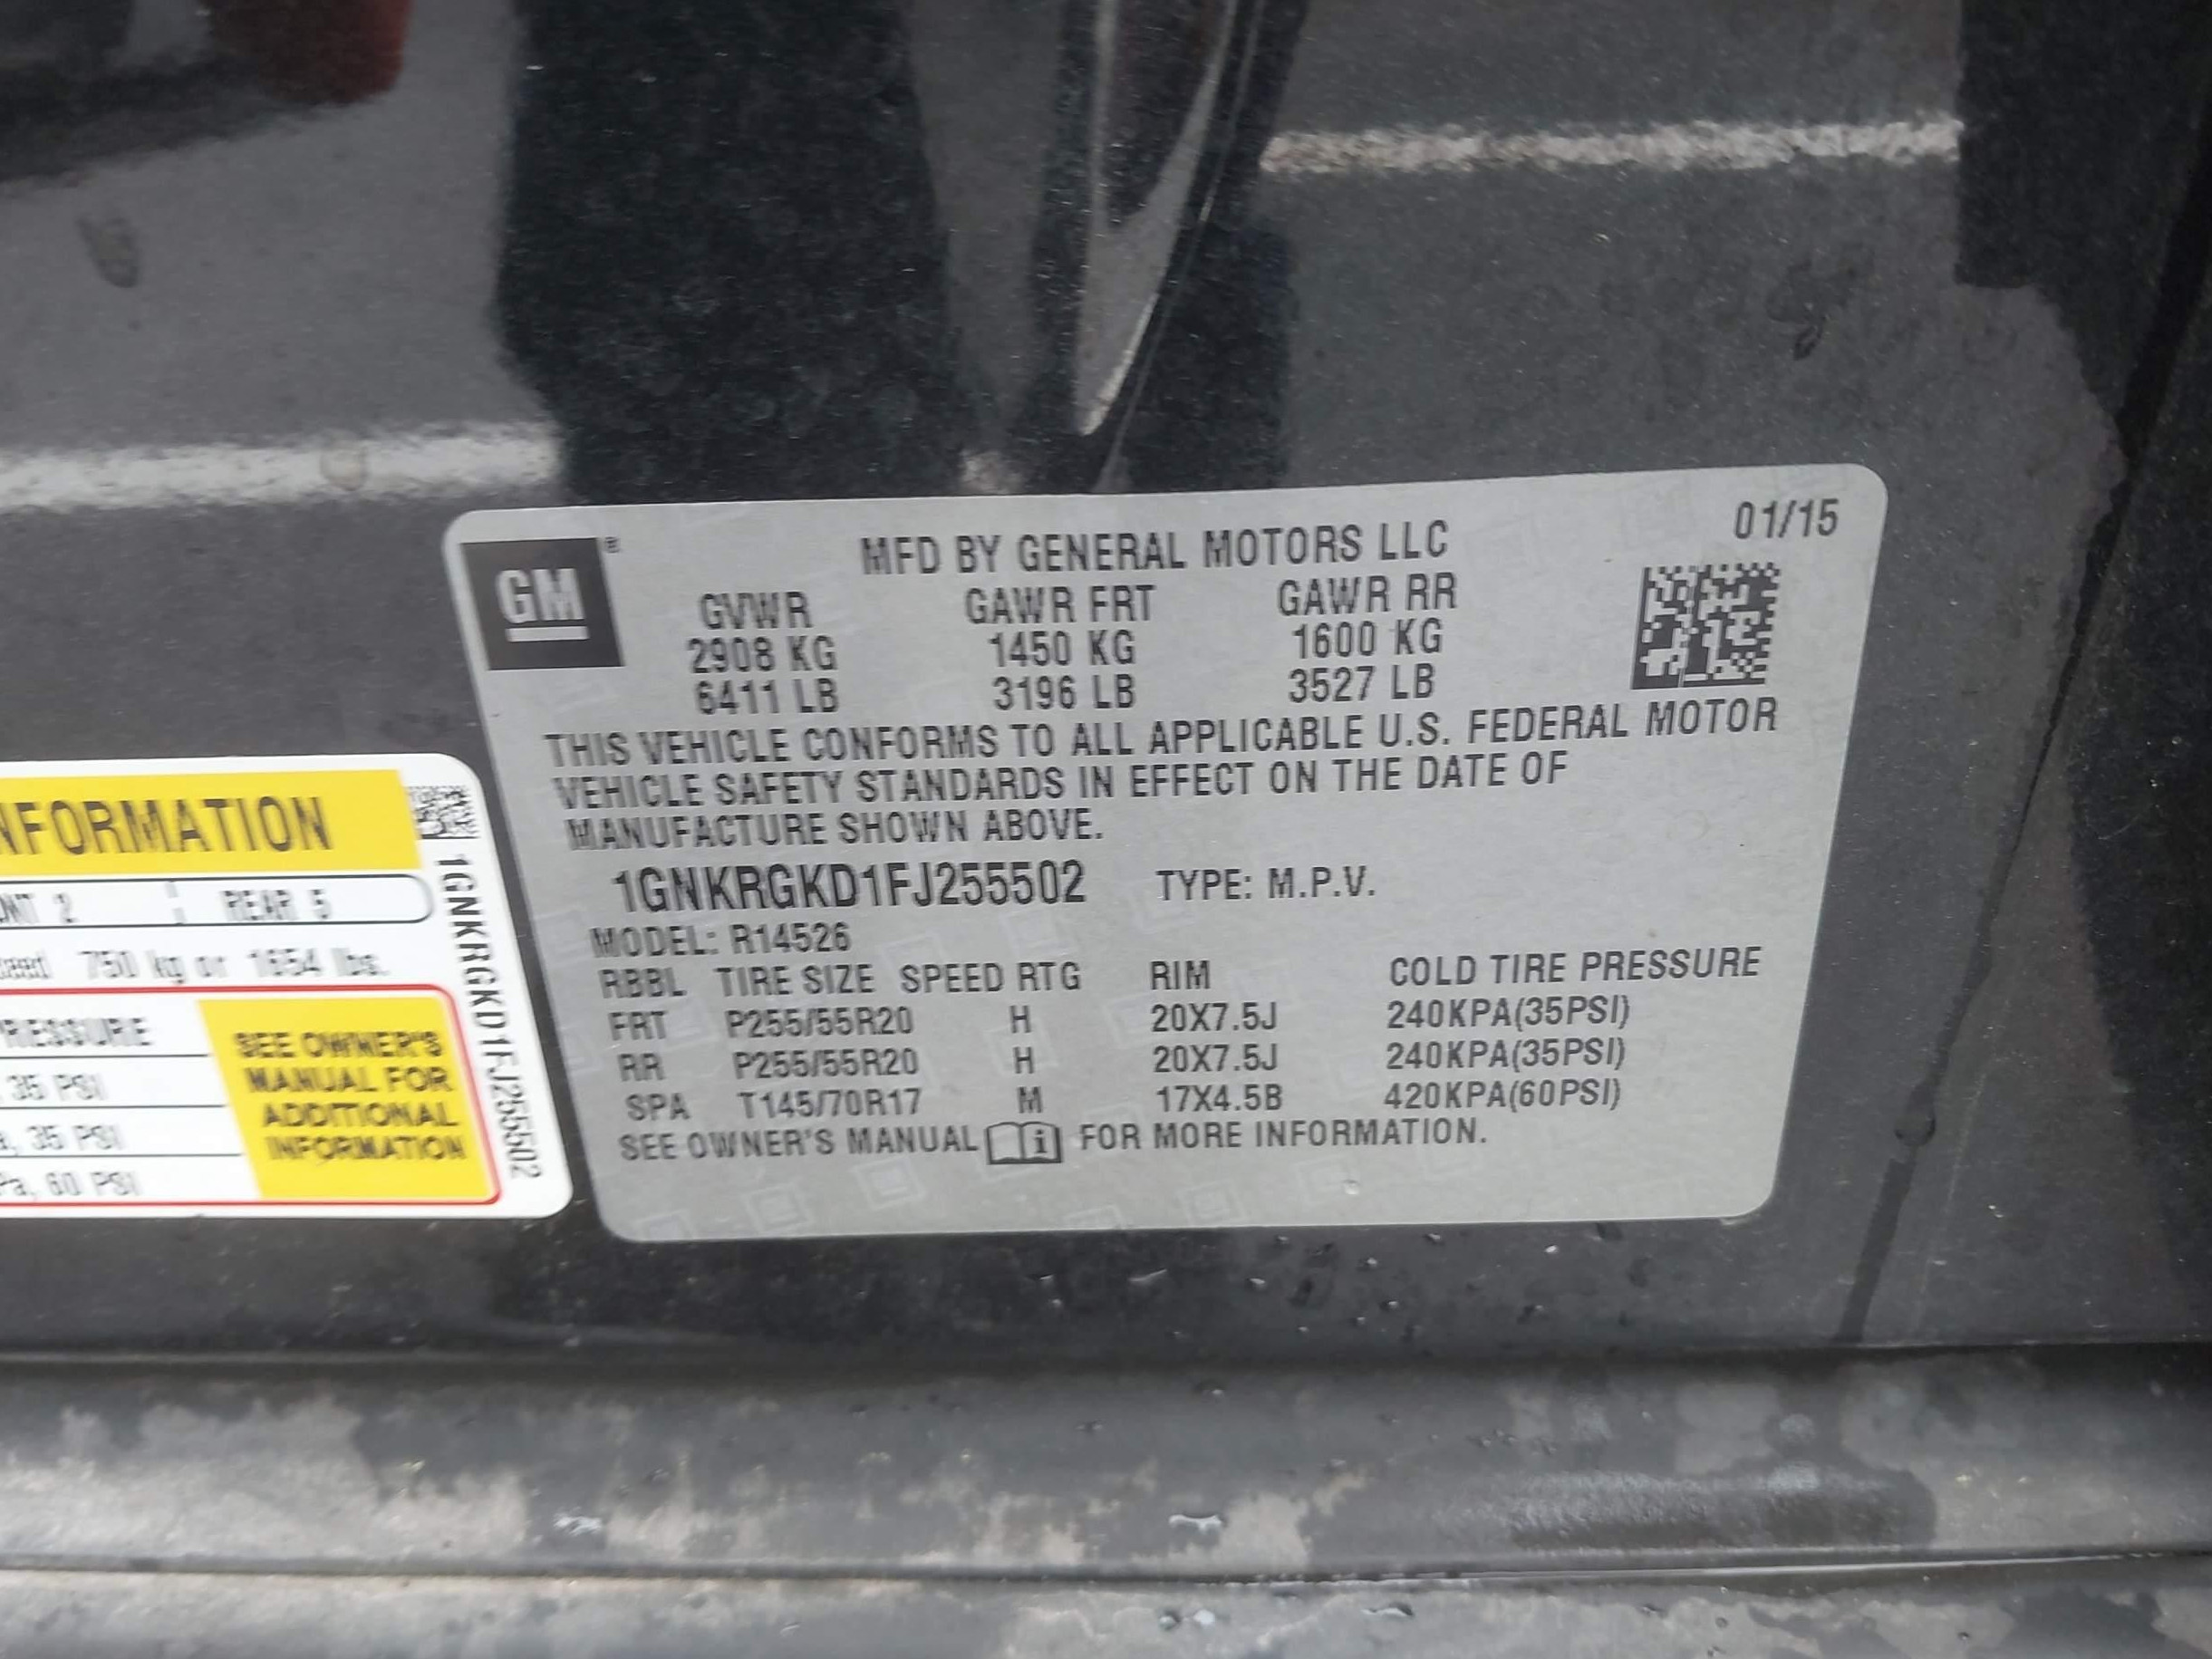 GM ®
MFD BY GENERAL MOTORS LLC
01/15
GVWR GAWR FRT GAWR RR
2908 KG 1450 KG 1600 KG
6411 LB 3196 LB 3527 LB
THIS VEHICLE CONFORMS TO ALL APPLICABLE U.S. FEDERAL MOTOR
VEHICLE SAFETY STANDARDS IN EFFECT ON THE DATE OF
MANUFACTURE SHOWN ABOVE.
1GNKRGKD1FJ255502 TYPE: M.P.V.
MODEL: R14526
RBBL TIRE SIZE SPEED RTG RIM COLD TIRE PRESSURE
FRT P255/55R20 H 20X7.5J 240KPA(35PSI)
RR P255/55R20 H 20X7.5J 240KPA(35PSI)
SPA T145/70R17 M 17X4.5B 420KPA(60PSI)
SEE OWNER'S MANUAL i FOR MORE INFORMATION.
NFORMATION
2 REAR 5
750 kg or 1654 lbs.
RESSURE
35 PSI
35 PSI
Pa, 60 PSI
SEE OWNER'S
MANUAL FOR
ADDITIONAL
INFORMATION
1GNKRGKD1FJ255502